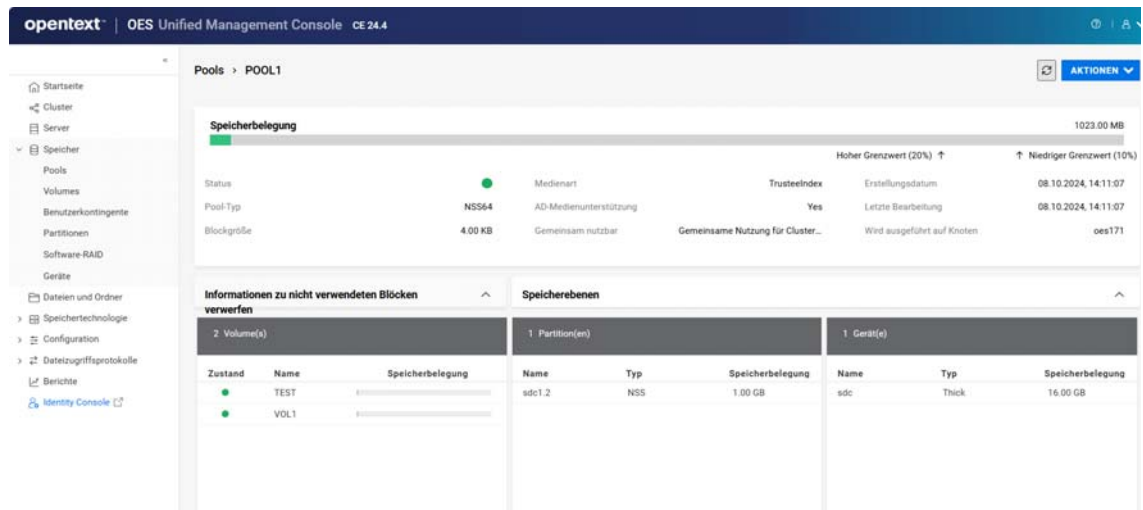 opentext™ | OES Unified Management Console CE 24.4
Pools > POOL1
AKTIONEN
Startseite
Cluster
Server
Speicher
Pools
Volumes
Benutzerkontingente
Partitionen
Software-RAID
Geräte
Dateien und Ordner
Speichertechnologie
Configuration
Dateizugriffsprotokolle
Berichte
Identity Console
Speicherbelegung 1023.00 MB
Hoher Grenzwert (20%) ↑ ↑ Niedriger Grenzwert (10%)
Status Medienart TrusteeIndex Erstellungsdatum 08.10.2024, 14:11:07
Pool-Typ NSS64 AD-Medienunterstützung Yes Letzte Bearbeitung 08.10.2024, 14:11:07
Blockgröße 4.00 KB Gemeinsam nutzbar Gemeinsame Nutzung für Cluster... Wird ausgeführt auf Knoten oes171
Informationen zu nicht verwendeten Blöcken
verwerfen
Speicherebenen
2 Volume(s)
Zustand Name Speicherbelegung
TEST
VOL1
1 Partition(en)
Name Typ Speicherbelegung
sdc1.2 NSS 1.00 GB
1 Gerät(e)
Name Typ Speicherbelegung
sdc Thick 16.00 GB